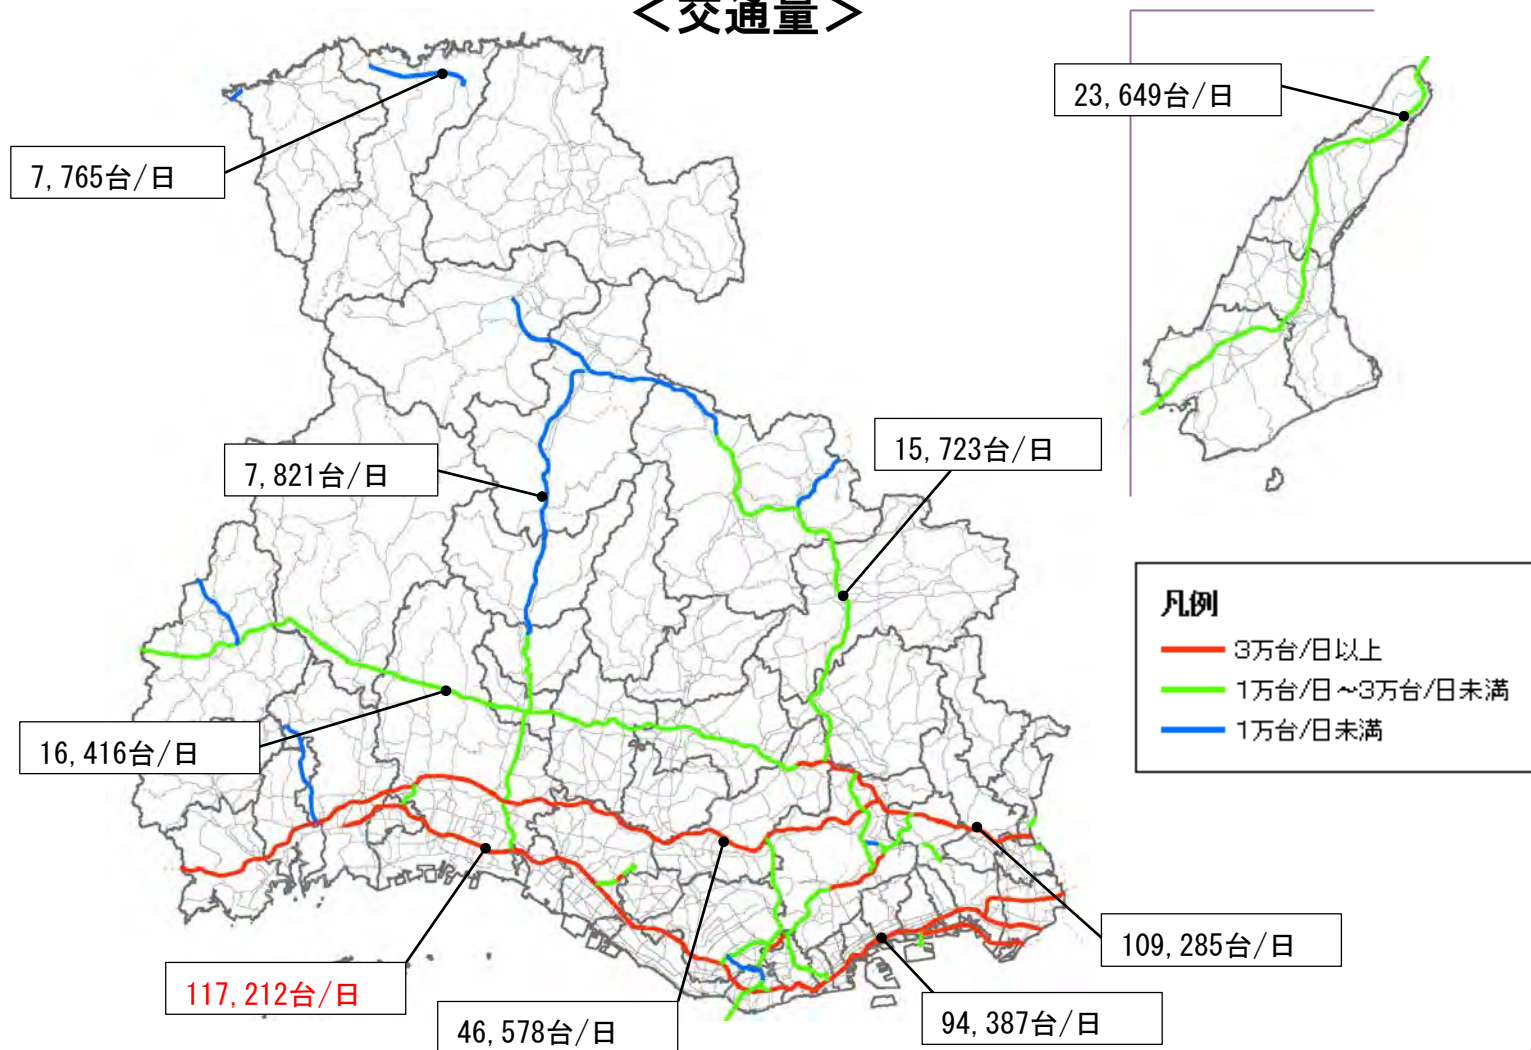 ＜交通量＞
23,649台/日
7,765台/日
15,723台/日
7,821台/日
凡例
3万台/日以上
1万台/日～3万台/日未満
1万台/日未満
16,416台/日
109,285台/日
117,212台/日
94,387台/日
46,578台/日